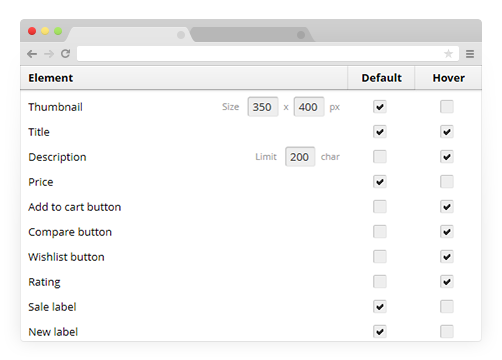 Element Default Hover
Thumbnail Size 350 x 400 px
Title
Description Limit 200 char
Price
Add to cart button
Compare button
Wishlist button
Rating
Sale label
New label